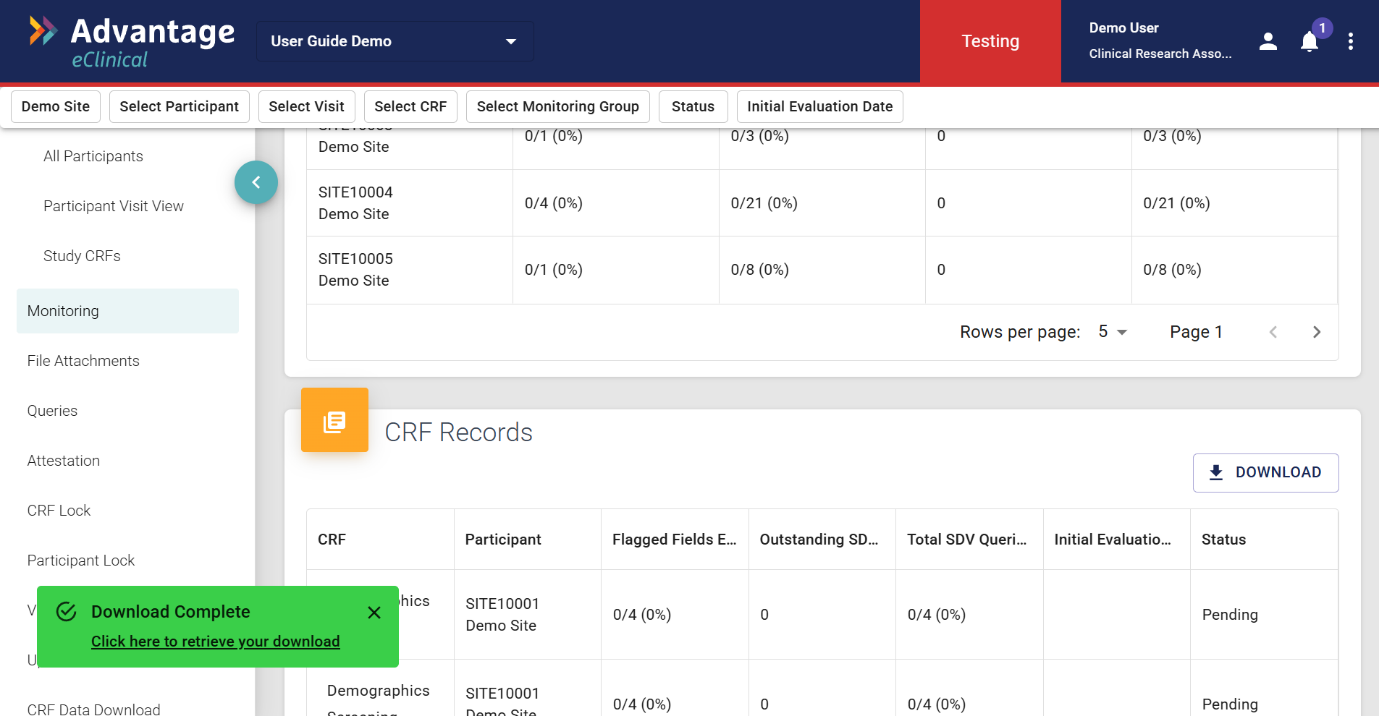 Advantage
eClinical
User Guide Demo
Testing
Demo User
Clinical Research Asso...
1
Demo Site
Select Participant
Select Visit
Select CRF
Select Monitoring Group
Status
Initial Evaluation Date
All Participants
Participant Visit View
Study CRFs
Monitoring
File Attachments
Queries
Attestation
CRF Lock
Participant Lock
CRF Data Download
Demo Site
0/1 (0%)
0/3 (0%)
0
0/3 (0%)
SITE10004
Demo Site
0/4 (0%)
0/21 (0%)
0
0/21 (0%)
SITE10005
Demo Site
0/1 (0%)
0/8 (0%)
0
0/8 (0%)
Rows per page: 5
Page 1
CRF Records
DOWNLOAD
CRF
Participant
Flagged Fields E...
Outstanding SD...
Total SDV Queri...
Initial Evaluatio...
Status
SITE10001
Demo Site
0/4 (0%)
0
0/4 (0%)
Pending
Demographics
Screening
SITE10001
Demo Site
0/4 (0%)
0
0/4 (0%)
Pending
Download Complete
Click here to retrieve your download